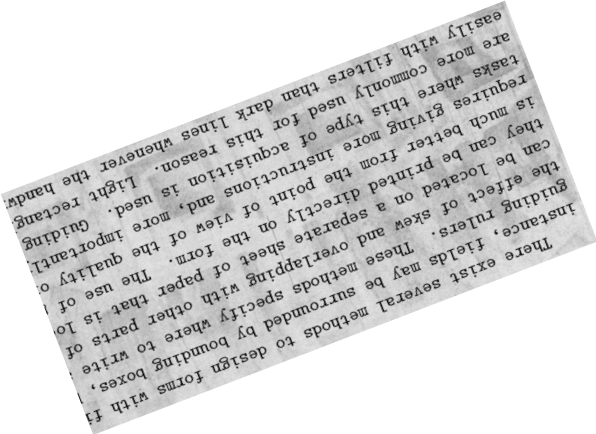 There exist several methods to design forms with fi
instance, fields may be surrounded by bounding boxes,
guiding rulers. These methods specify where to write
the effect of skew and overlapping with other parts of
can be located on a separate sheet of paper that is lo
they can be printed directly on the form. The use of
is much better from the point of view of the quality o
requires giving more instructions and, more importantl
tasks where this type of acquisition is used. Guiding
are more commonly used for this reason. Light rectang
easily with filters than dark lines whenever the handw